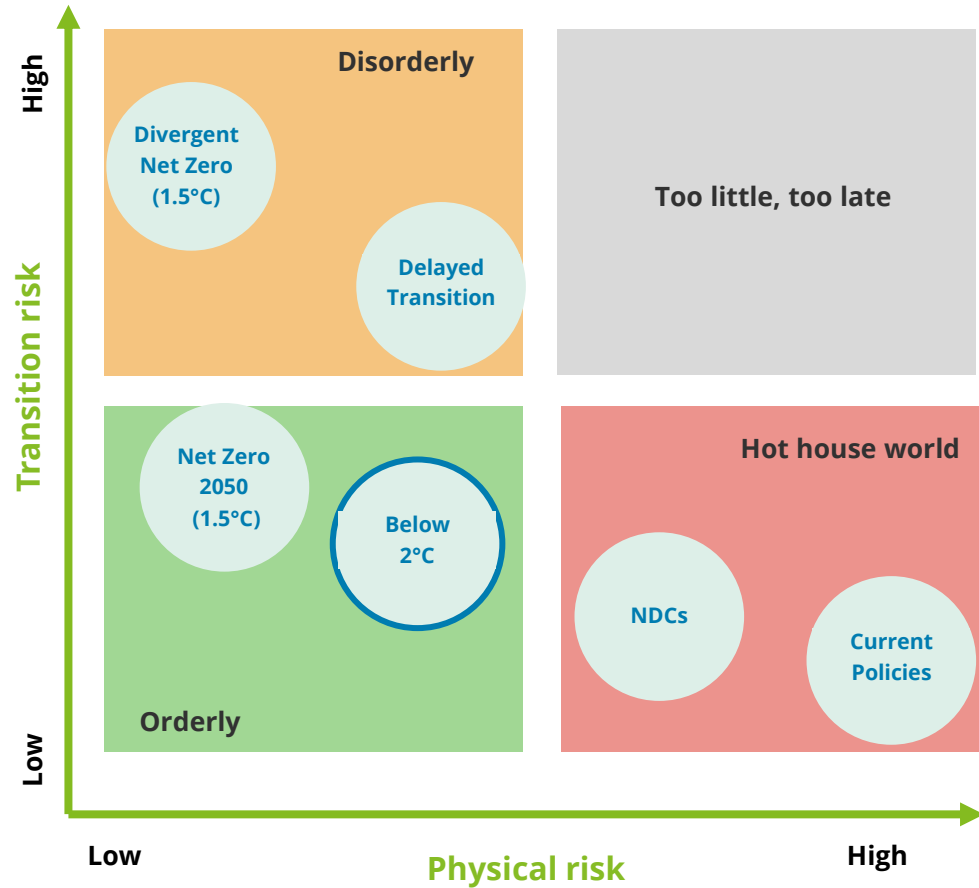 High
Disorderly
Divergent
Net Zero
(1.5°C)
Delayed
Transition
Too little, too late
Transition risk
Net Zero
2050
(1.5°C)
Below
2°C
Orderly
Hot house world
NDCs
Current
Policies
Low
Low
Physical risk
High